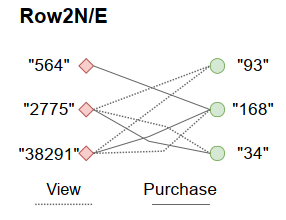 Row2N/E
"564" "93"
"2775" "168"
"38291" "34"
View Purchase